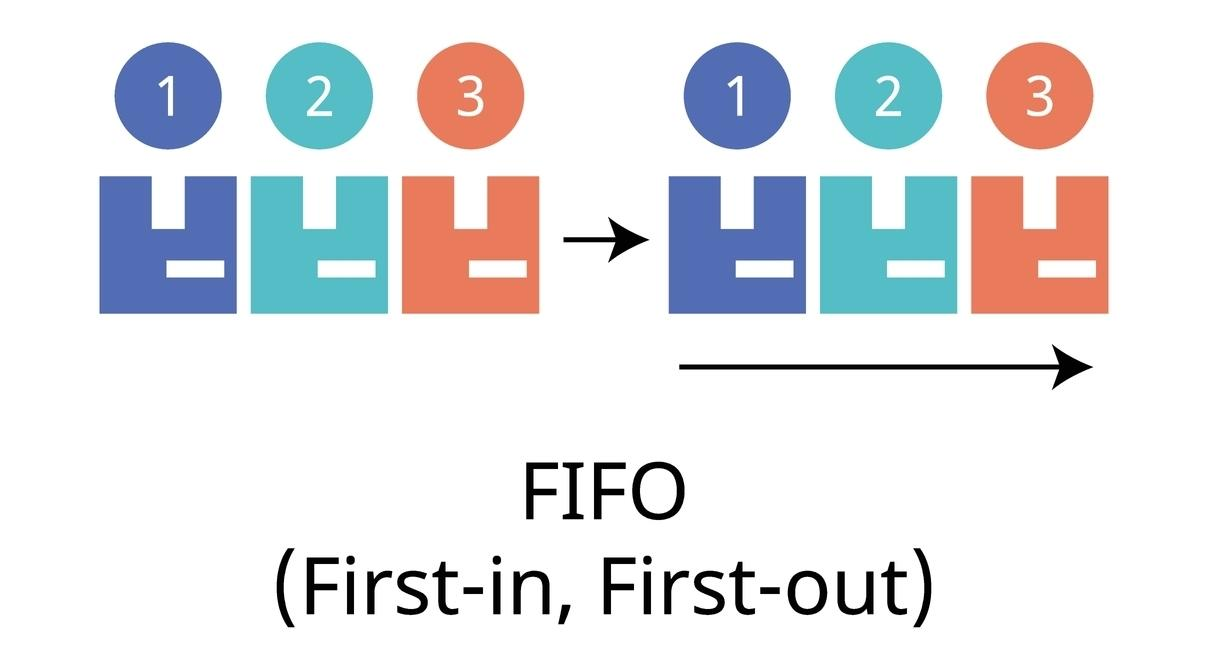 1 2 3 1 2 3
FIFO
(First-in, First-out)